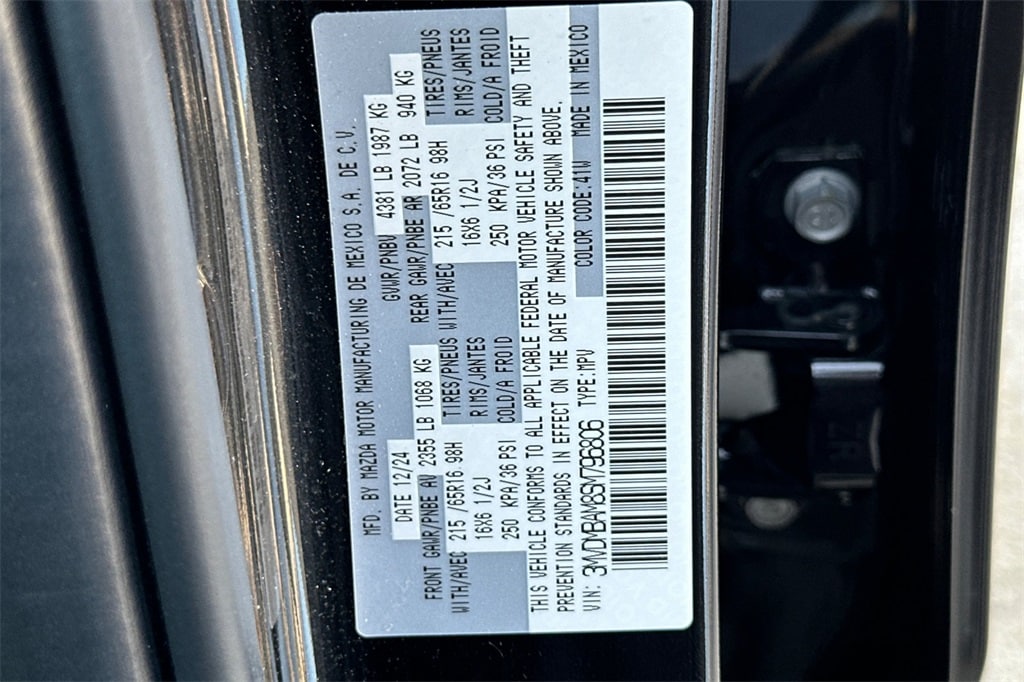 MFD. BY MAZDA MOTOR MANUFACTURING DE MEXICO S.A. DE C.V.
DATE 12/24 GVWR/PNBV 4381 LB 1987 KG
FRONT GAWR/PNBE AV 2355 LB 1068 KG REAR GAWR/PNBE AR 2072 LB 940 KG
WITH/AVEC 215 /65R16 98H TIRES/PNEUS WITH/AVEC 215 /65R16 98H TIRES/PNEUS
16X6 1/2J RIMS/JANTES 16X6 1/2J RIMS/JANTES
250 KPA/36 PSI COLD/A FROID 250 KPA/36 PSI COLD/A FROID
THIS VEHICLE CONFORMS TO ALL APPLICABLE FEDERAL MOTOR VEHICLE SAFETY AND THEFT
PREVENTION STANDARDS IN EFFECT ON THE DATE OF MANUFACTURE SHOWN ABOVE.
VIN: 3MVDMBAM8SM796806 TYPE:MPV COLOR CODE:41W MADE IN MEXICO